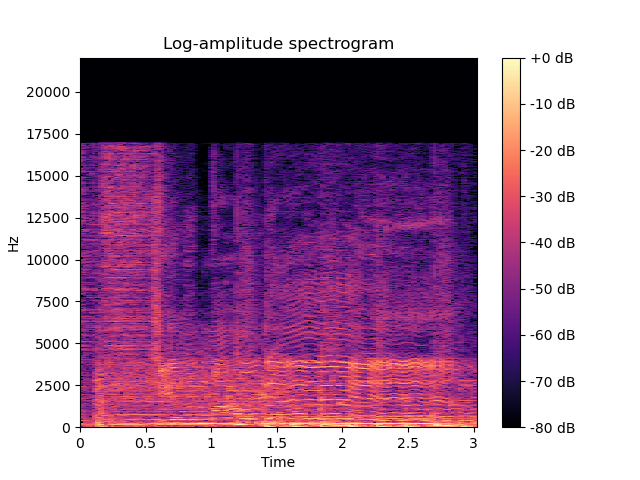 Log-amplitude spectrogram
Hz
20000
17500
15000
12500
10000
7500
5000
2500
0
0 0.5 1 1.5 2 2.5 3
Time
+0 dB
-10 dB
-20 dB
-30 dB
-40 dB
-50 dB
-60 dB
-70 dB
-80 dB